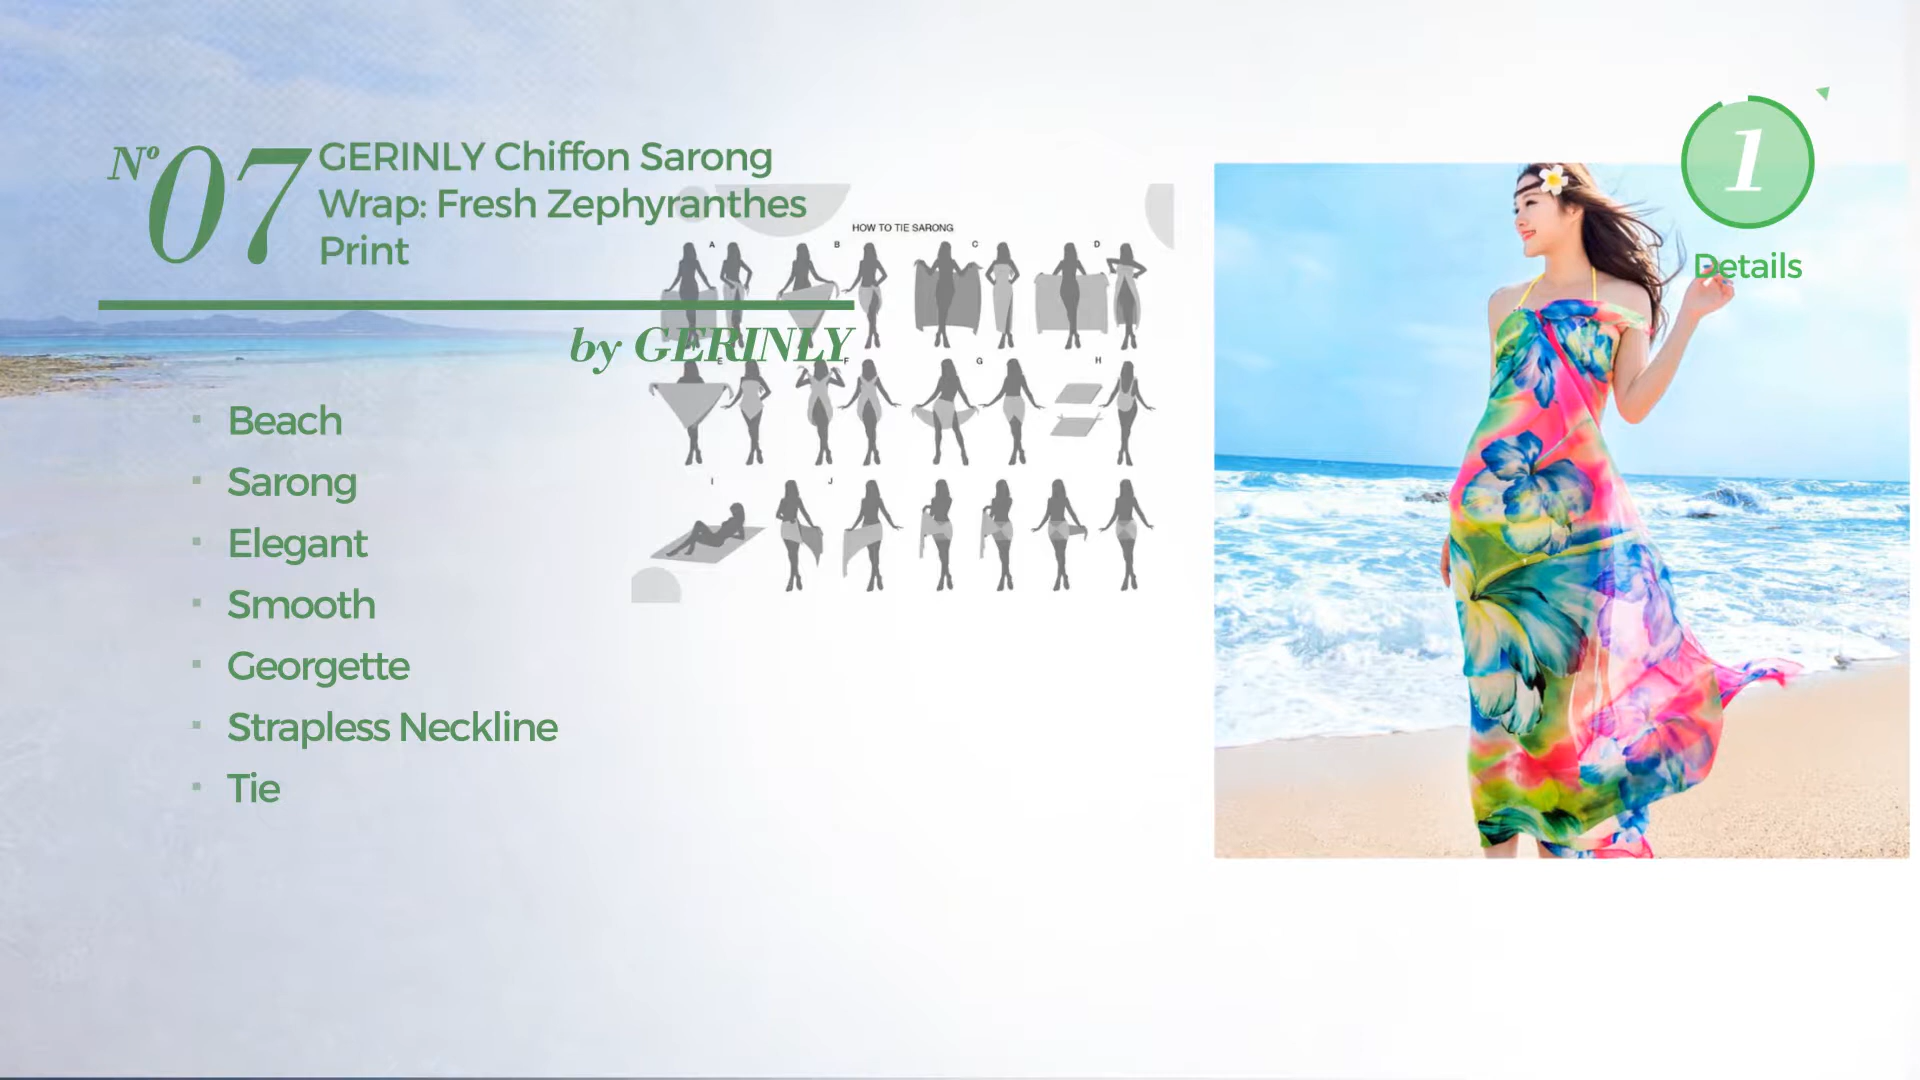 Nº 07
GERINLY Chiffon Sarong
Wrap: Fresh Zephyranthes
Print
by GERINLY
Beach
Sarong
Elegant
Smooth
Georgette
Strapless Neckline
Tie
HOW TO TIE SARONG
A B C D
E F G H
I J
1
Details